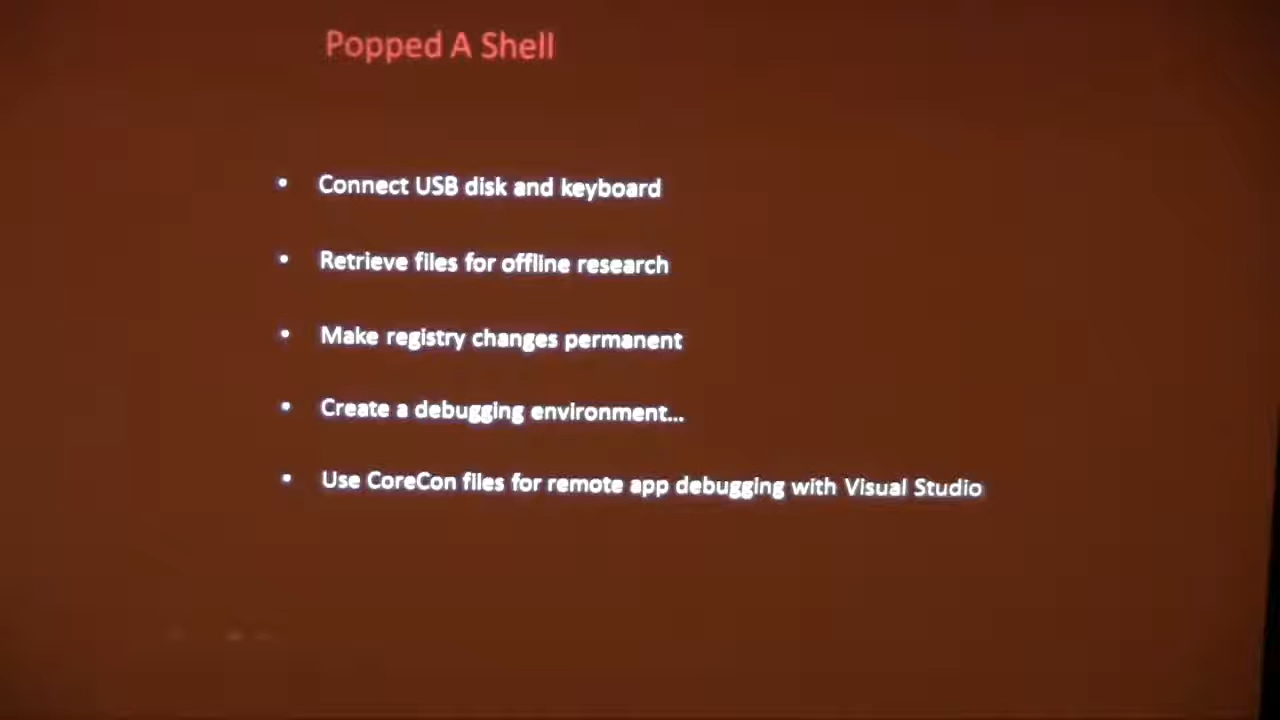 Popped A Shell
• Connect USB disk and keyboard
• Retrieve files for offline research
• Make registry changes permanent
• Create a debugging environment...
• Use CoreCon files for remote app debugging with Visual Studio